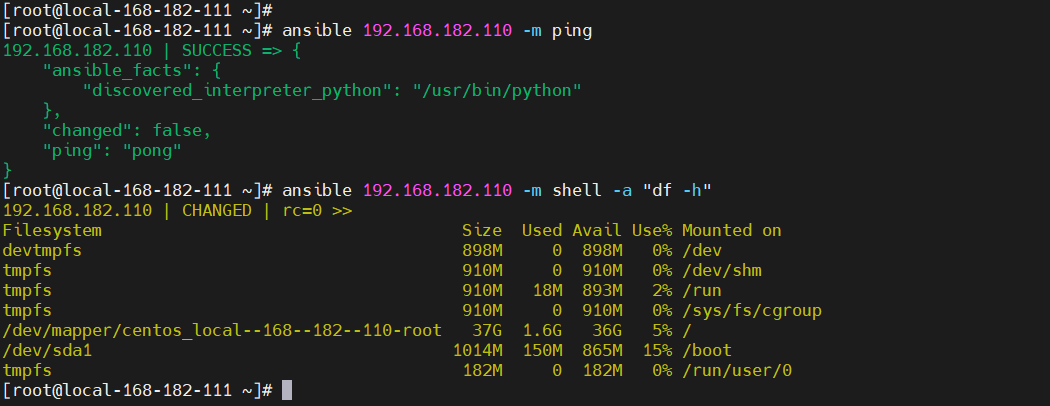 [root@local-168-182-111 ~]#
[root@local-168-182-111 ~]# ansible 192.168.182.110 -m ping
192.168.182.110 | SUCCESS => {
    "ansible_facts": {
        "discovered_interpreter_python": "/usr/bin/python"
    },
    "changed": false,
    "ping": "pong"
}
[root@local-168-182-111 ~]# ansible 192.168.182.110 -m shell -a "df -h"
192.168.182.110 | CHANGED | rc=0 >>
Filesystem                                    Size  Used Avail Use% Mounted on
devtmpfs                                      898M     0  898M   0% /dev
tmpfs                                         910M     0  910M   0% /dev/shm
tmpfs                                         910M   18M  893M   2% /run
tmpfs                                         910M     0  910M   0% /sys/fs/cgroup
/dev/mapper/centos_local--168--182--110-root   37G  1.6G   36G   5% /
/dev/sda1                                    1014M  150M  865M  15% /boot
tmpfs                                         182M     0  182M   0% /run/user/0
[root@local-168-182-111 ~]#